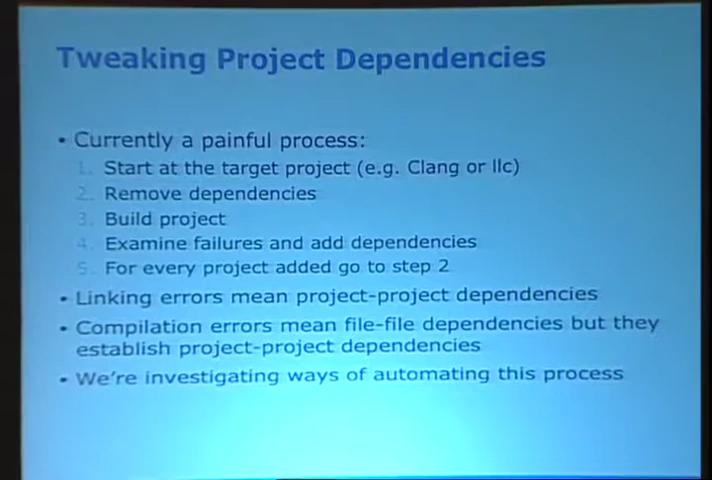 Tweaking Project Dependencies
• Currently a painful process:
1. Start at the target project (e.g. Clang or llc)
2. Remove dependencies
3. Build project
4. Examine failures and add dependencies
5. For every project added go to step 2
• Linking errors mean project-project dependencies
• Compilation errors mean file-file dependencies but they
establish project-project dependencies
• We're investigating ways of automating this process